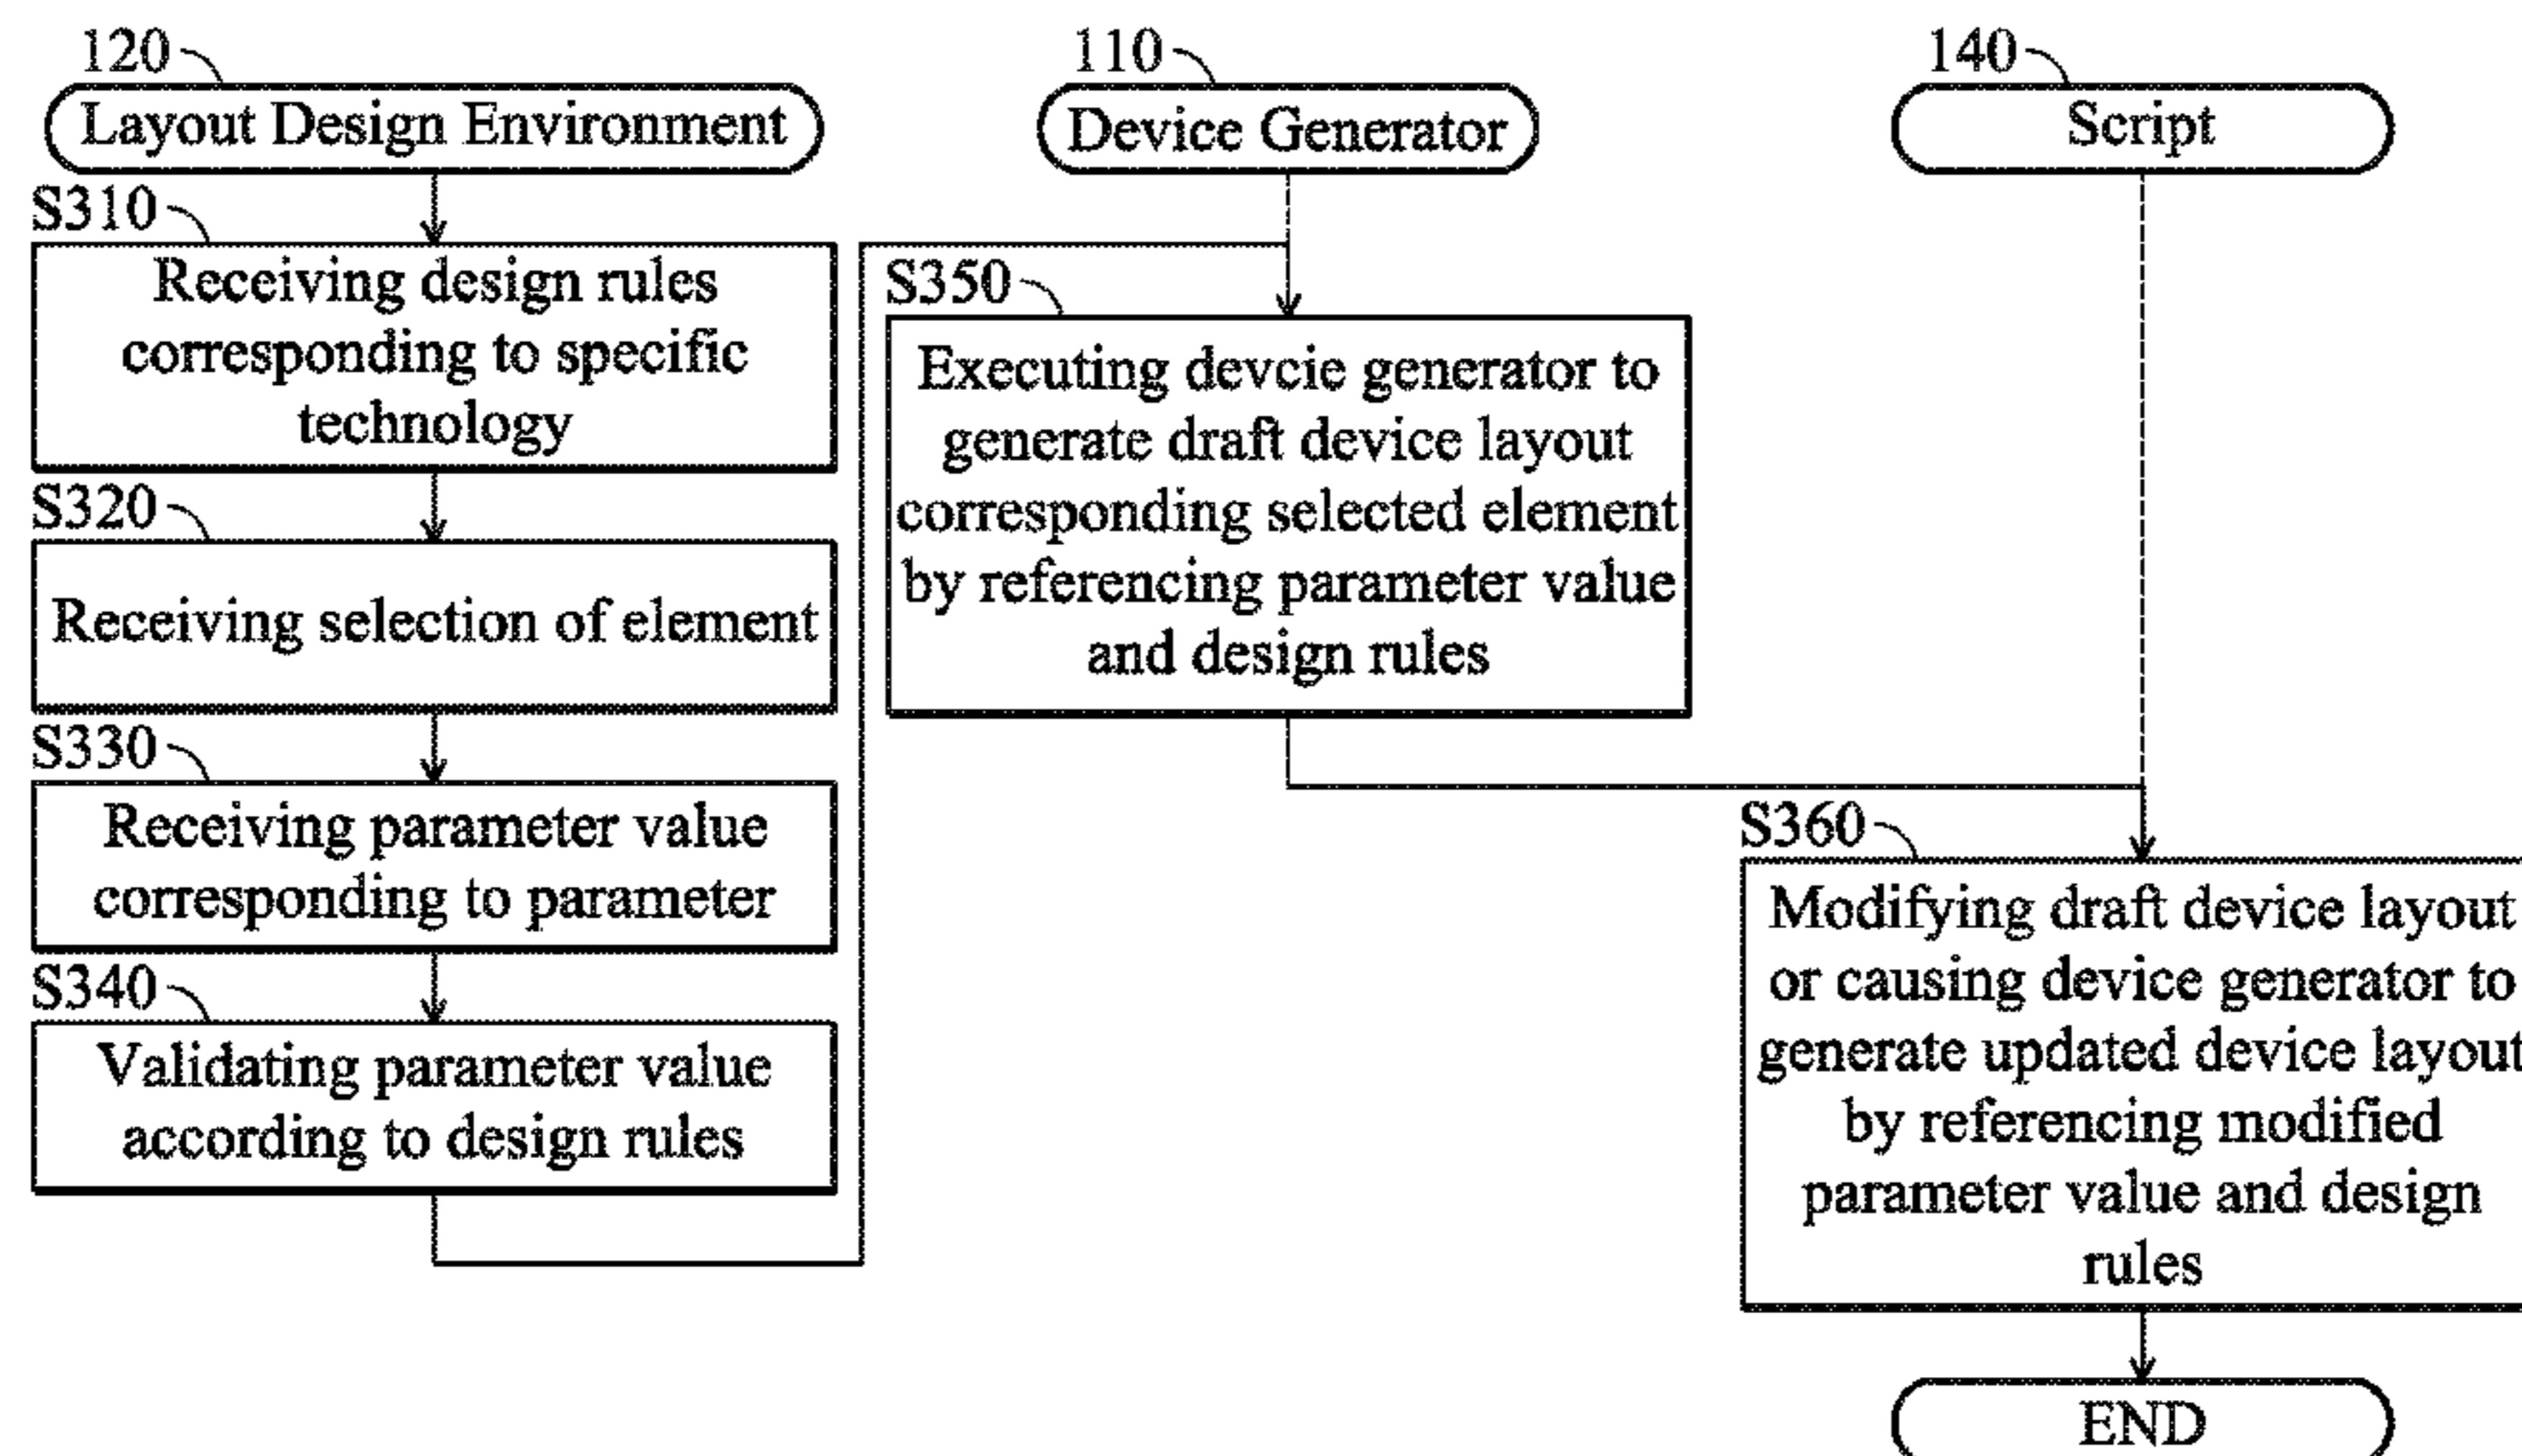 120
Layout Design Environment
S310
Receiving design rules
corresponding to specific
technology
S320
Receiving selection of element
S330
Receiving parameter value
corresponding to parameter
S340
Validating parameter value
according to design rules
110
Device Generator
S350
Executing devcie generator to
generate draft device layout
corresponding selected element
by referencing parameter value
and design rules
140
Script
S360
Modifying draft device layout
or causing device generator to
generate updated device layout
by referencing modified
parameter value and design
rules
END